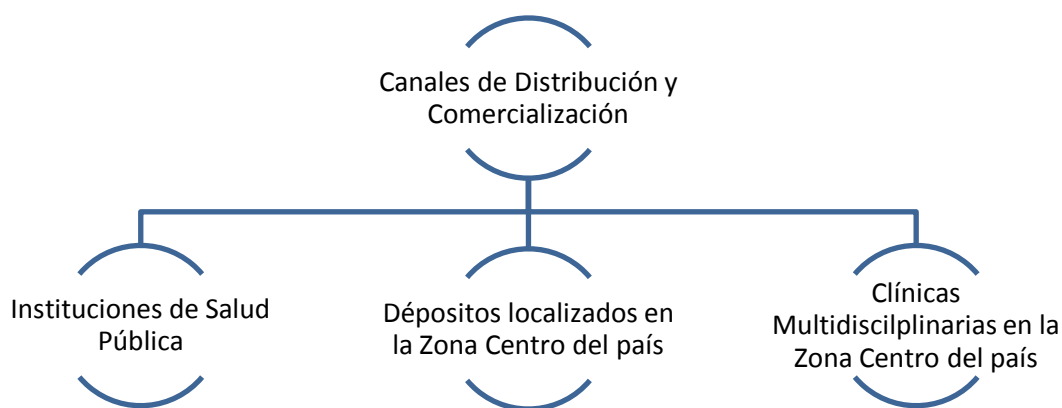 Canales de Distribución y
Comercialización
Instituciones de Salud
Pública
Dépositos localizados en
la Zona Centro del país
Clínicas
Multidiscilplinarias en la
Zona Centro del país